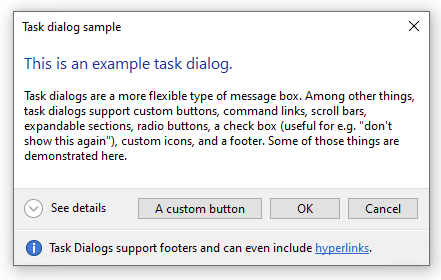 Task dialog sample
This is an example task dialog.
Task dialogs are a more flexible type of message box. Among other things,
task dialogs support custom buttons, command links, scroll bars,
expandable sections, radio buttons, a check box (useful for e.g. "don't
show this again"), custom icons, and a footer. Some of those things are
demonstrated here.
See details A custom button OK Cancel
Task Dialogs support footers and can even include hyperlinks.